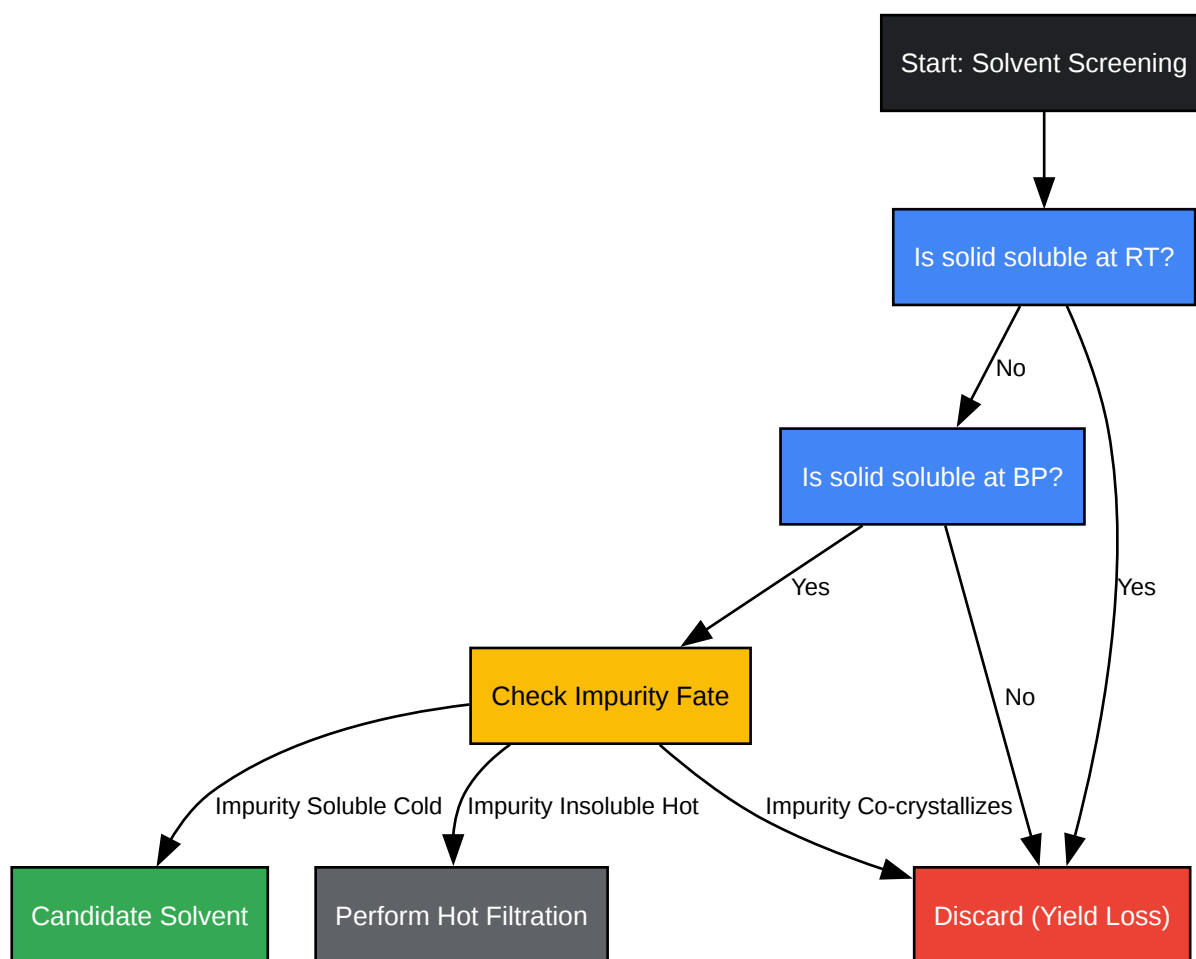 Start: Solvent Screening
Is solid soluble at RT?
No
Is solid soluble at BP?
Yes
Yes
Check Impurity Fate
No
Impurity Soluble Cold
Impurity Insoluble Hot
Impurity Co-crystallizes
Candidate Solvent
Perform Hot Filtration
Discard (Yield Loss)